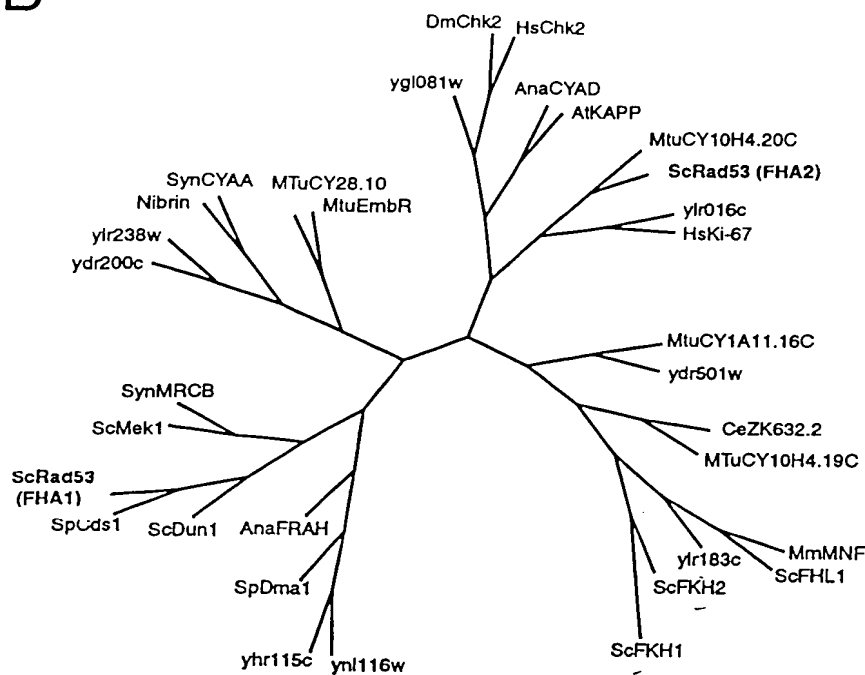 DmChk2
HsChk2
ygl081w
AnaCYAD
AtKAPP
MtuCY10H4.20C
ScRad53 (FHA2)
ylr016c
HsKi-67
SynCYAA
MTuCY28.10
Nibrin
MtuEmbR
ylr238w
ydr200c
MtuCY1A11.16C
ydr501w
SynMRCB
ScMek1
CeZK632.2
MTuCY10H4.19C
ScRad53
(FHA1)
SpCds1
ScDun1
AnaFRAH
SpDma1
yhr115c
ynl116w
ylr183c
MmMNF
ScFHL1
ScFKH2
ScFKH1